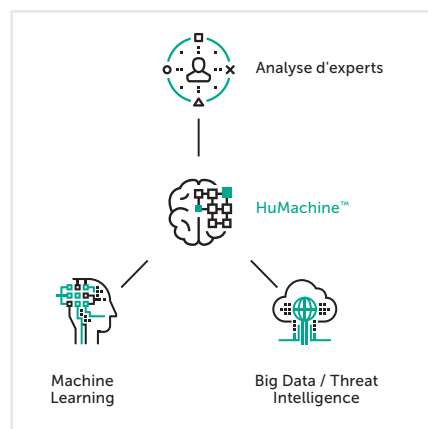 Analyse d'experts
HuMachine™
Machine
Learning
Big Data / Threat
Intelligence